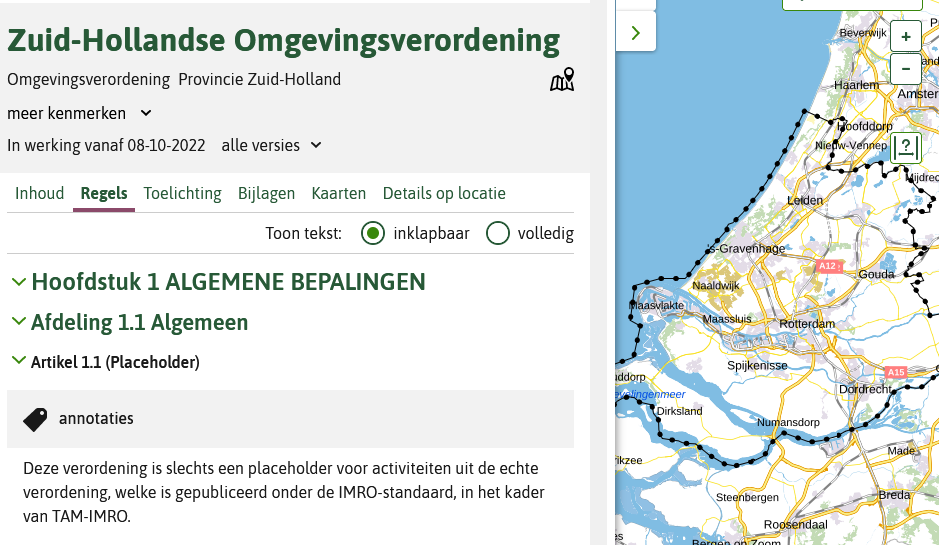 Zuid-Hollandse Omgevingsverordening
Omgevingsverordening Provincie Zuid-Holland
meer kenmerken
In werking vanaf 08-10-2022 alle versies
Inhoud Regels Toelichting Bijlagen Kaarten Details op locatie
Toon tekst: inklapbaar volledig
Hoofdstuk 1 ALGEMENE BEPALINGEN
Afdeling 1.1 Algemeen
Artikel 1.1 (Placeholder)
annotaties
Deze verordening is slechts een placeholder voor activiteiten uit de echte
verordening, welke is gepubliceerd onder de IMRO-standaard, in het kader
van TAM-IMRO.
Beverwijk
+
−
Haarlem
Amster
Hoofddorp
Nieuw-Vennep
?
Mijdrec
Leiden
's-Gravenhage
A12
Gouda
Naaldwijk
Maasvlakte
Maassluis
Rotterdam
Spijkenisse
A15
uddorp
Dordrecht
evelingenmeer
Dirksland
Numansdorp
Made
rikzee
Steenbergen
Breda
Roosendaal
Bergen op Zoom